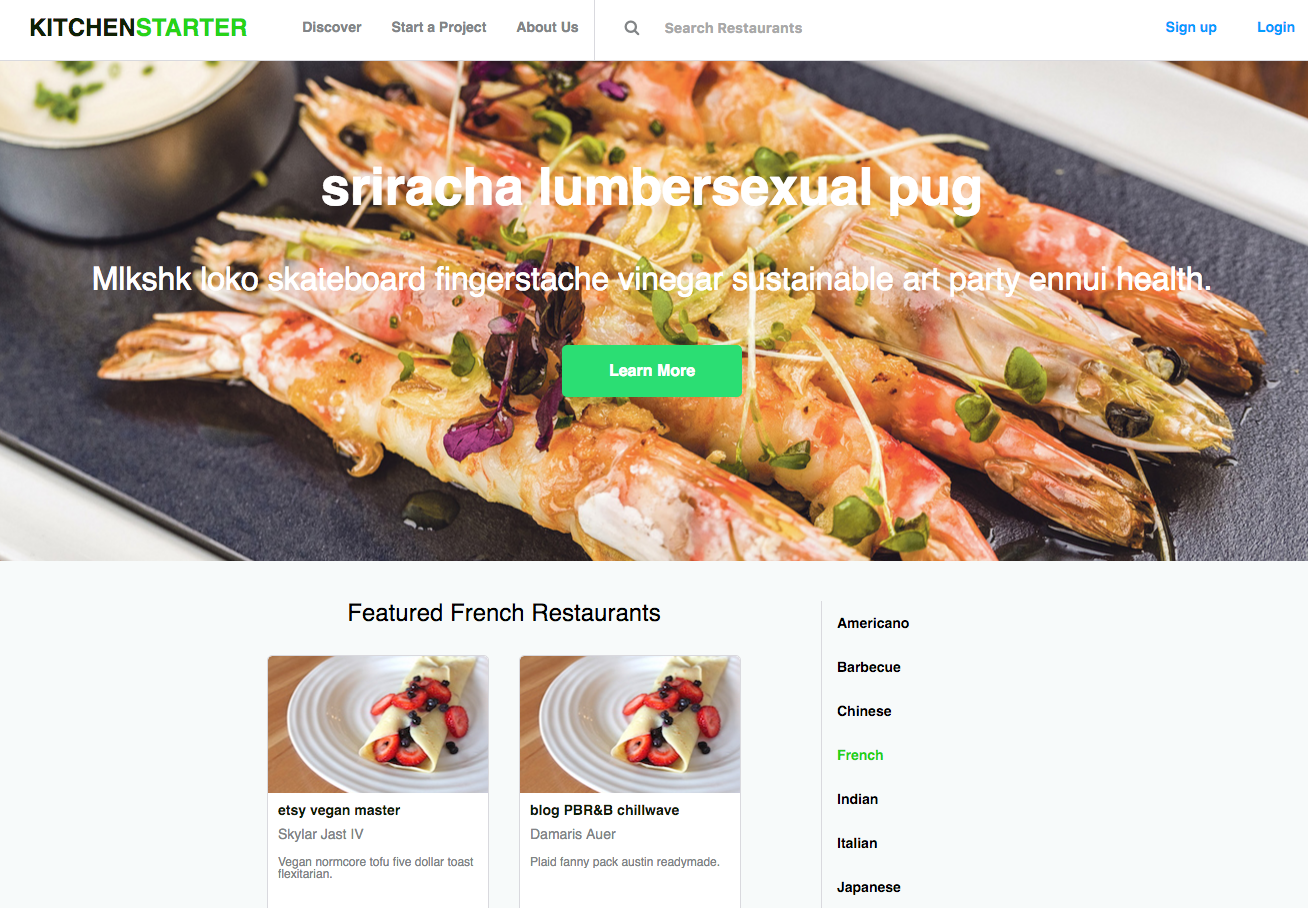 KITCHENSTARTER
Discover
Start a Project
About Us
Search Restaurants
Sign up
Login
sriracha lumbersexual pug
Mlkshk loko skateboard fingerstache vinegar sustainable art party ennui health.
Learn More
Featured French Restaurants
etsy vegan master
Skylar Jast IV
Vegan normcore tofu five dollar toast
flexitarian.
blog PBR&B chillwave
Damaris Auer
Plaid fanny pack austin readymade.
Americano
Barbecue
Chinese
French
Indian
Italian
Japanese